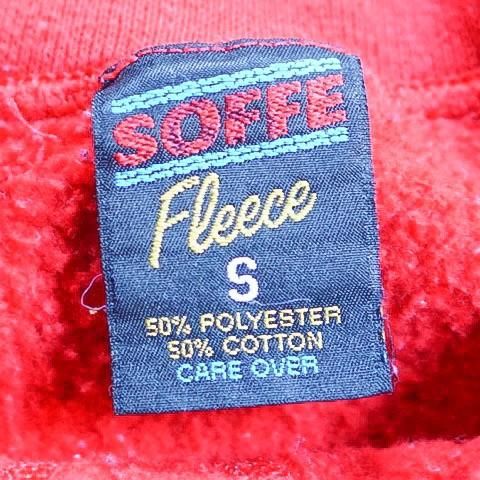 SOFFE
Fleece
S
50% POLYESTER
50% COTTON
CARE OVER